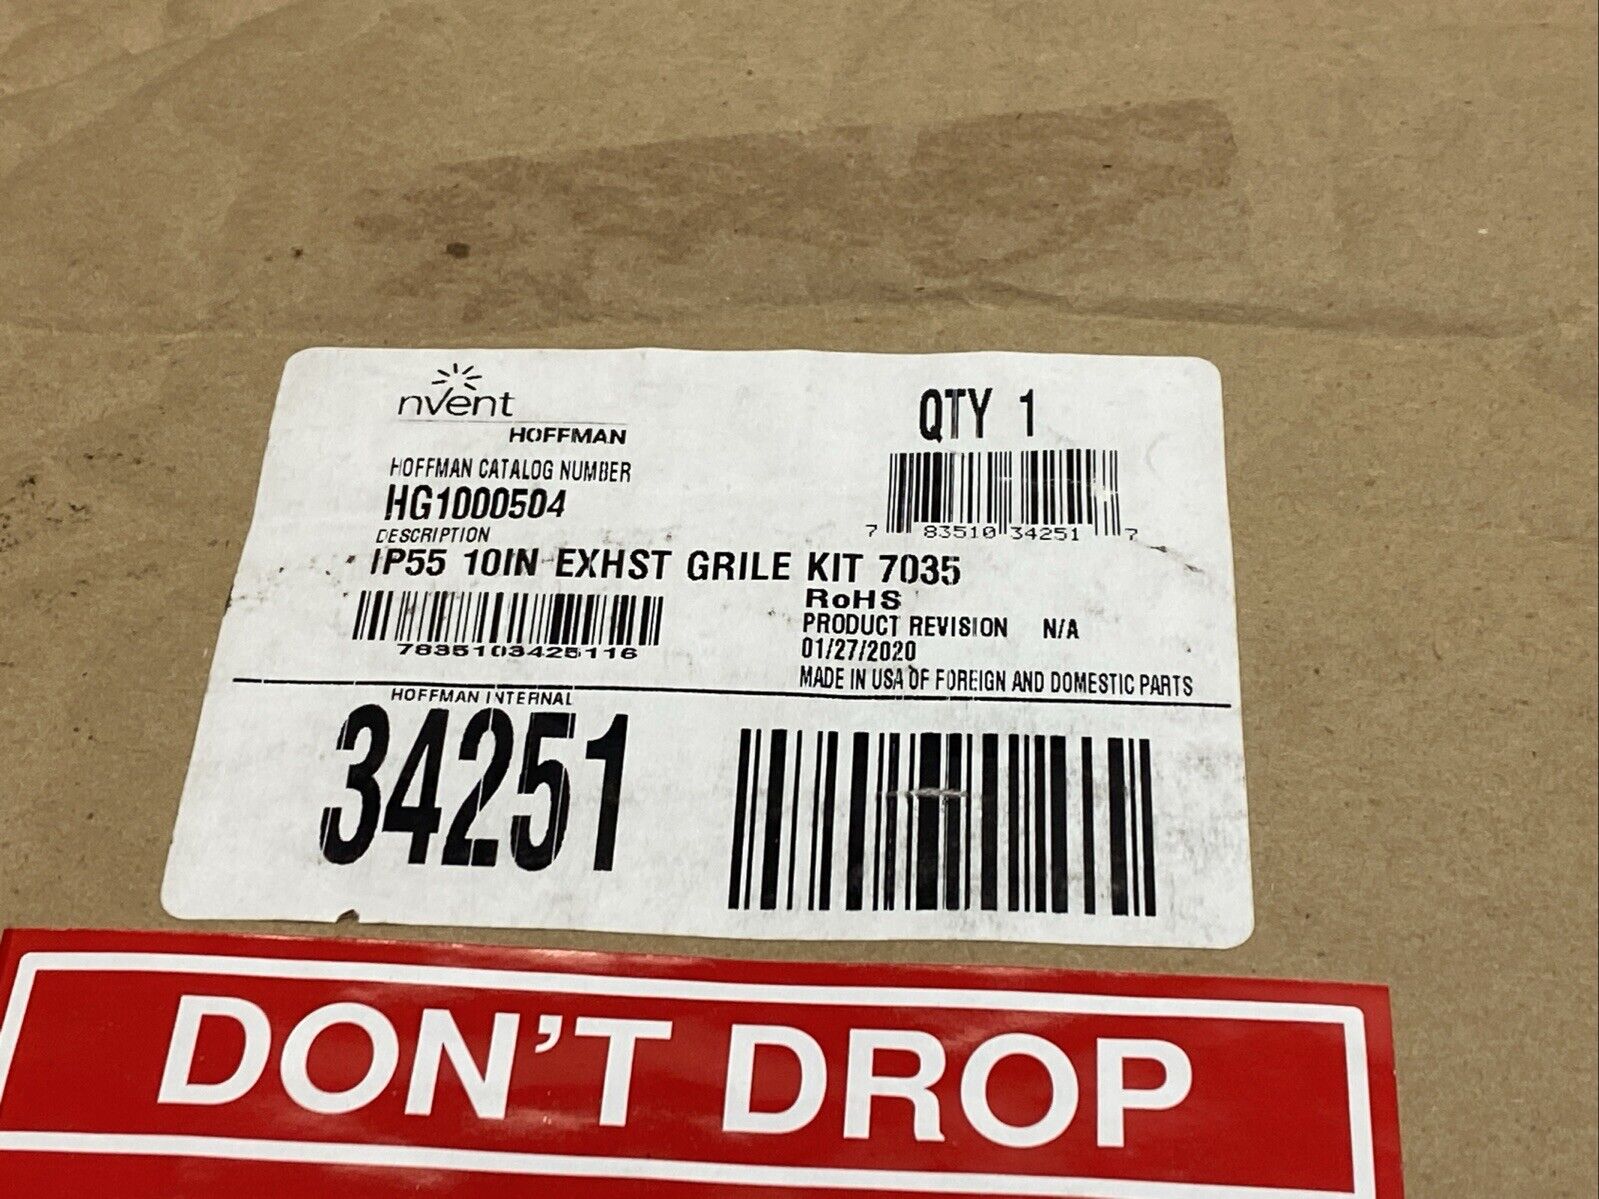 nvent
HOFFMAN
QTY 1
HOFFMAN CATALOG NUMBER
HG1000504
7 83510 34251 7
DESCRIPTION
IP55 10IN EXHST GRILE KIT 7035
RoHS
PRODUCT REVISION N/A
7835103425116
01/27/2020
MADE IN USA OF FOREIGN AND DOMESTIC PARTS
HOFFMAN INTERNAL
34251
DON'T DROP